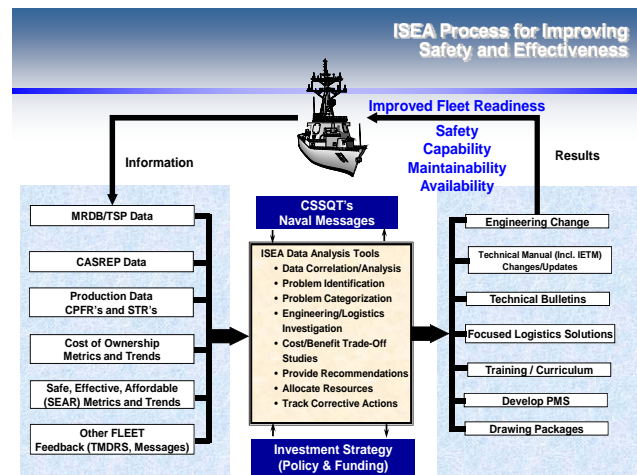 ISEA Process for Improving
Safety and Effectiveness
Improved Fleet Readiness
Safety
Capability
Maintainability
Availability
Information
Results
MRDB/TSP Data
CASREP Data
Production Data
CPFR's and STR's
Cost of Ownership
Metrics and Trends
Safe, Effective, Affordable
(SEAR) Metrics and Trends
Other FLEET
Feedback (TMDRS, Messages)
CSSQT's
Naval Messages
ISEA Data Analysis Tools
• Data Correlation/Analysis
• Problem Identification
• Problem Categorization
• Engineering/Logistics
Investigation
• Cost/Benefit Trade-Off
Studies
• Provide Recommendations
• Allocate Resources
• Track Corrective Actions
Investment Strategy
(Policy & Funding)
Engineering Change
Technical Manual (Incl. IETM)
Changes/Updates
Technical Bulletins
Focused Logistics Solutions
Training / Curriculum
Develop PMS
Drawing Packages